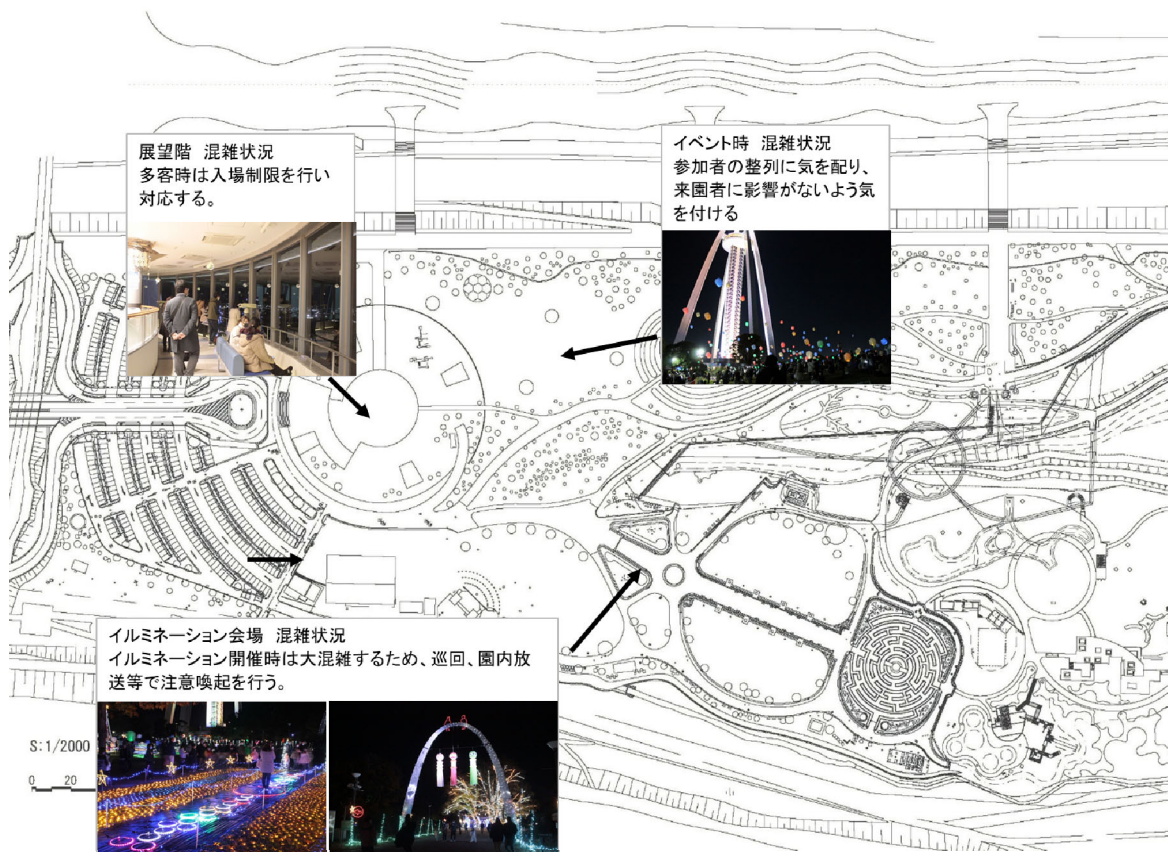 展望階　混雑状況
多客時は入場制限を行い
対応する。
イベント時　混雑状況
参加者の整列に気を配り、
来園者に影響がないよう気
を付ける
イルミネーション会場　混雑状況
イルミネーション開催時は大混雑するため、巡回、園内放
送等で注意喚起を行う。
S:1/2000
0 20